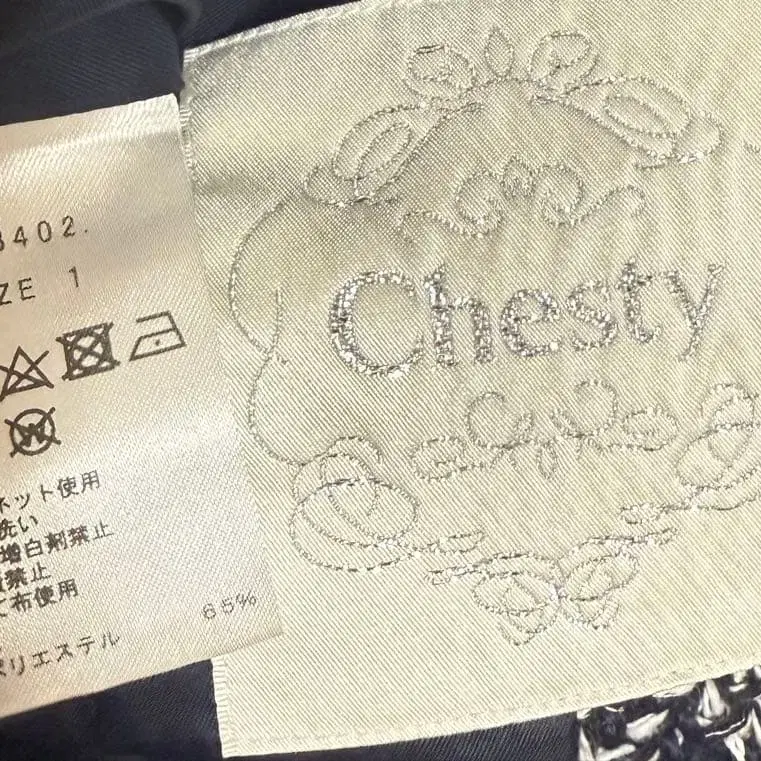 3402.
ZE 1
Chesty
W
ネット使用
洗い
増白剤禁止
禁止
て布使用
65%
ポリエステル